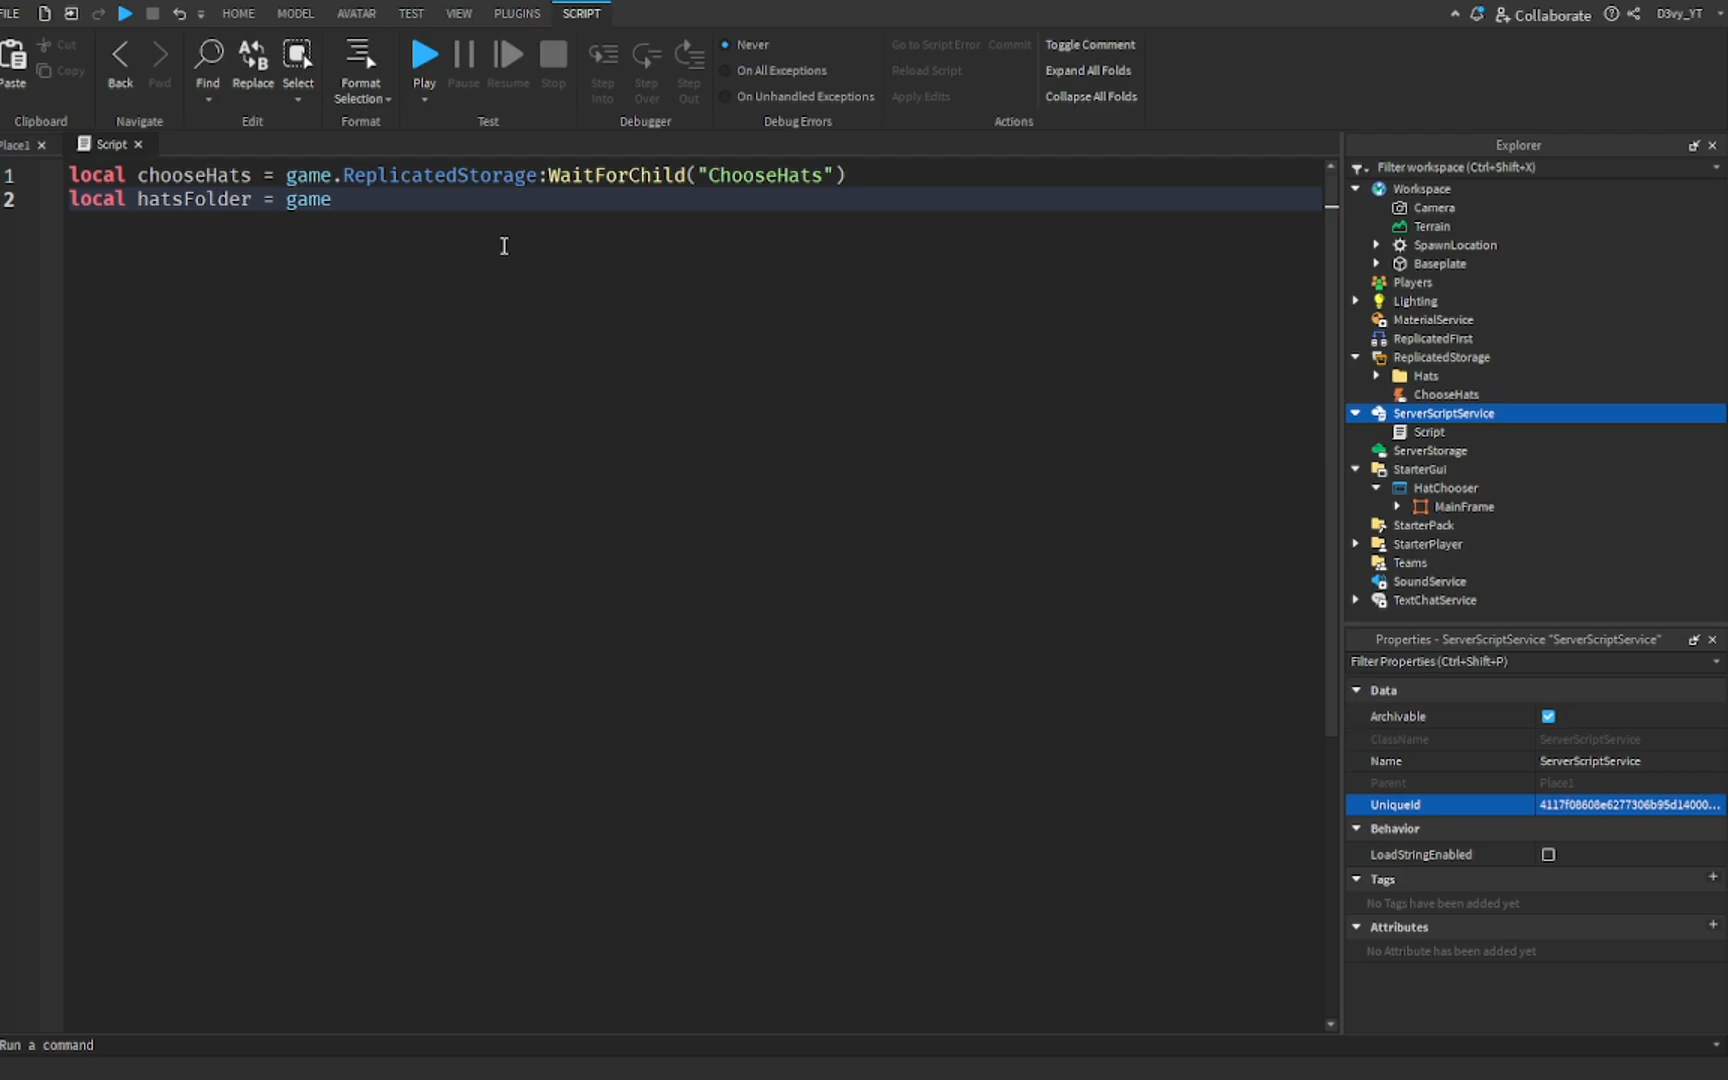 FILE HOME MODEL AVATAR TEST VIEW PLUGINS SCRIPT Collaborate D3vy_YT
Paste Cut Copy
Clipboard
Back Fwd
Navigate
Find Replace Select
Edit
Format Selection
Format
Play Pause Resume Stop
Test
Step Into Step Over Step Out
Debugger
Never
On All Exceptions
On Unhandled Exceptions
Debug Errors
Go to Script Error Commit Toggle Comment
Reload Script Expand All Folds
Apply Edits Collapse All Folds
Actions
Place1 Script
1 local chooseHats = game.ReplicatedStorage:WaitForChild("ChooseHats")
2 local hatsFolder = game
Explorer
Filter workspace (Ctrl+Shift+X)
Workspace
Camera
Terrain
SpawnLocation
Baseplate
Players
Lighting
MaterialService
ReplicatedFirst
ReplicatedStorage
Hats
ChooseHats
ServerScriptService
Script
ServerStorage
StarterGui
HatChooser
MainFrame
StarterPack
StarterPlayer
Teams
SoundService
TextChatService
Properties - ServerScriptService "ServerScriptService"
Filter Properties (Ctrl+Shift+P)
Data
Archivable
ClassName ServerScriptService
Name ServerScriptService
Parent Place1
UniqueId 4117f08608e6277306b95d14000...
Behavior
LoadStringEnabled
Tags +
No Tags have been added yet
Attributes +
No Attribute has been added yet
Run a command